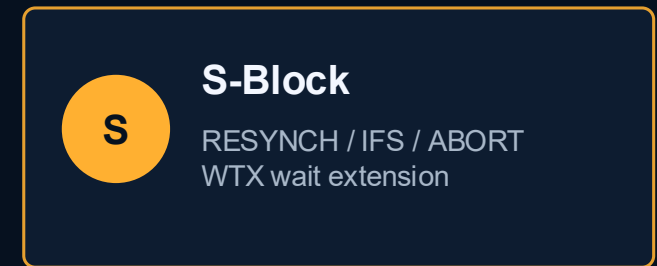 S
S-Block
RESYNCH / IFS / ABORT
WTX wait extension